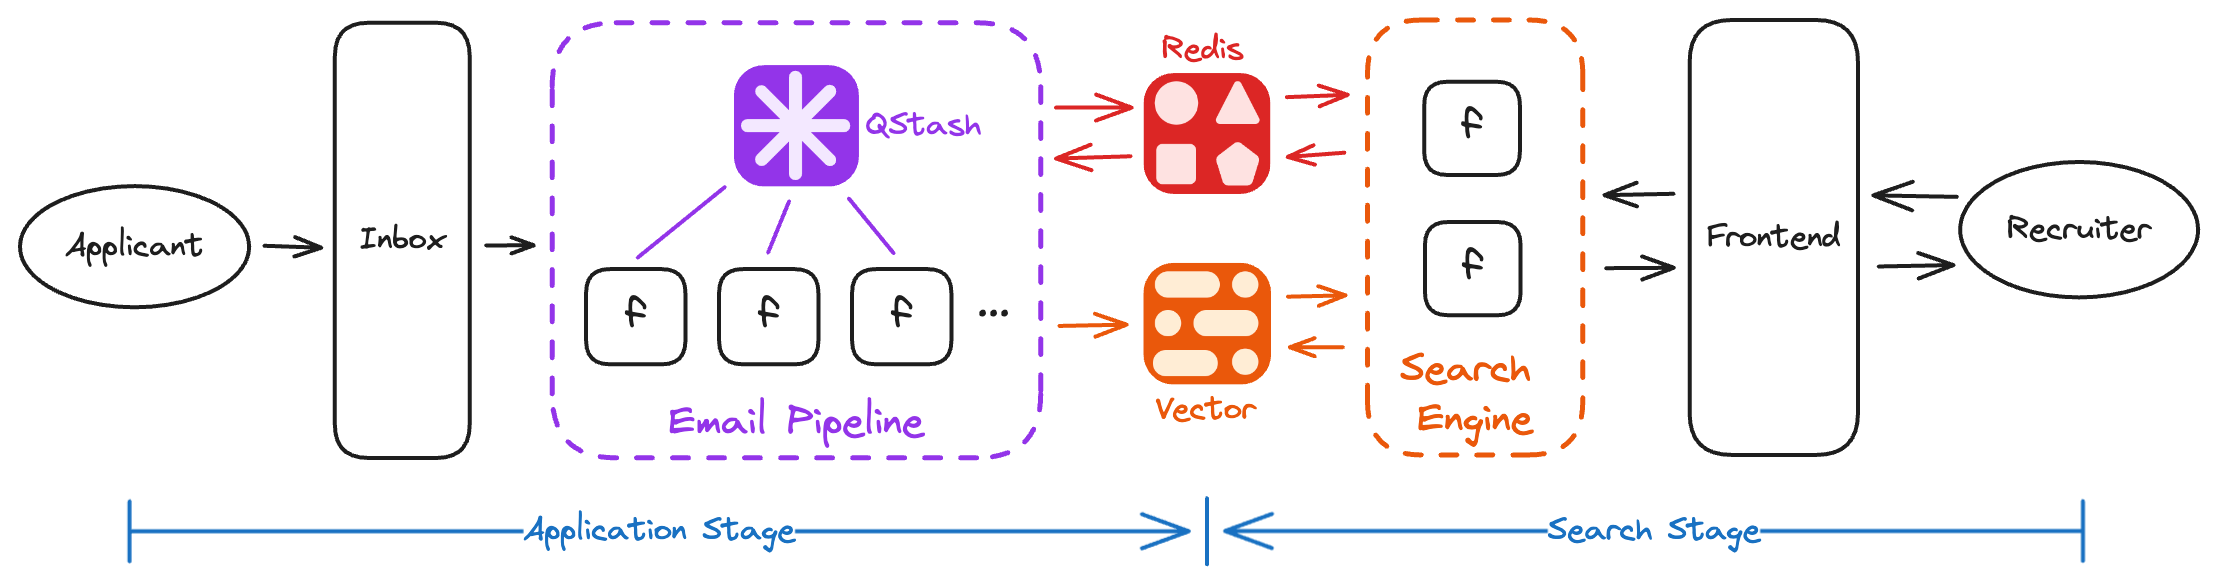 Applicant
Inbox
QStash
f
f
f
...
Email Pipeline
Redis
Vector
f
f
Search
Engine
Frontend
Recruiter
Application Stage
Search Stage